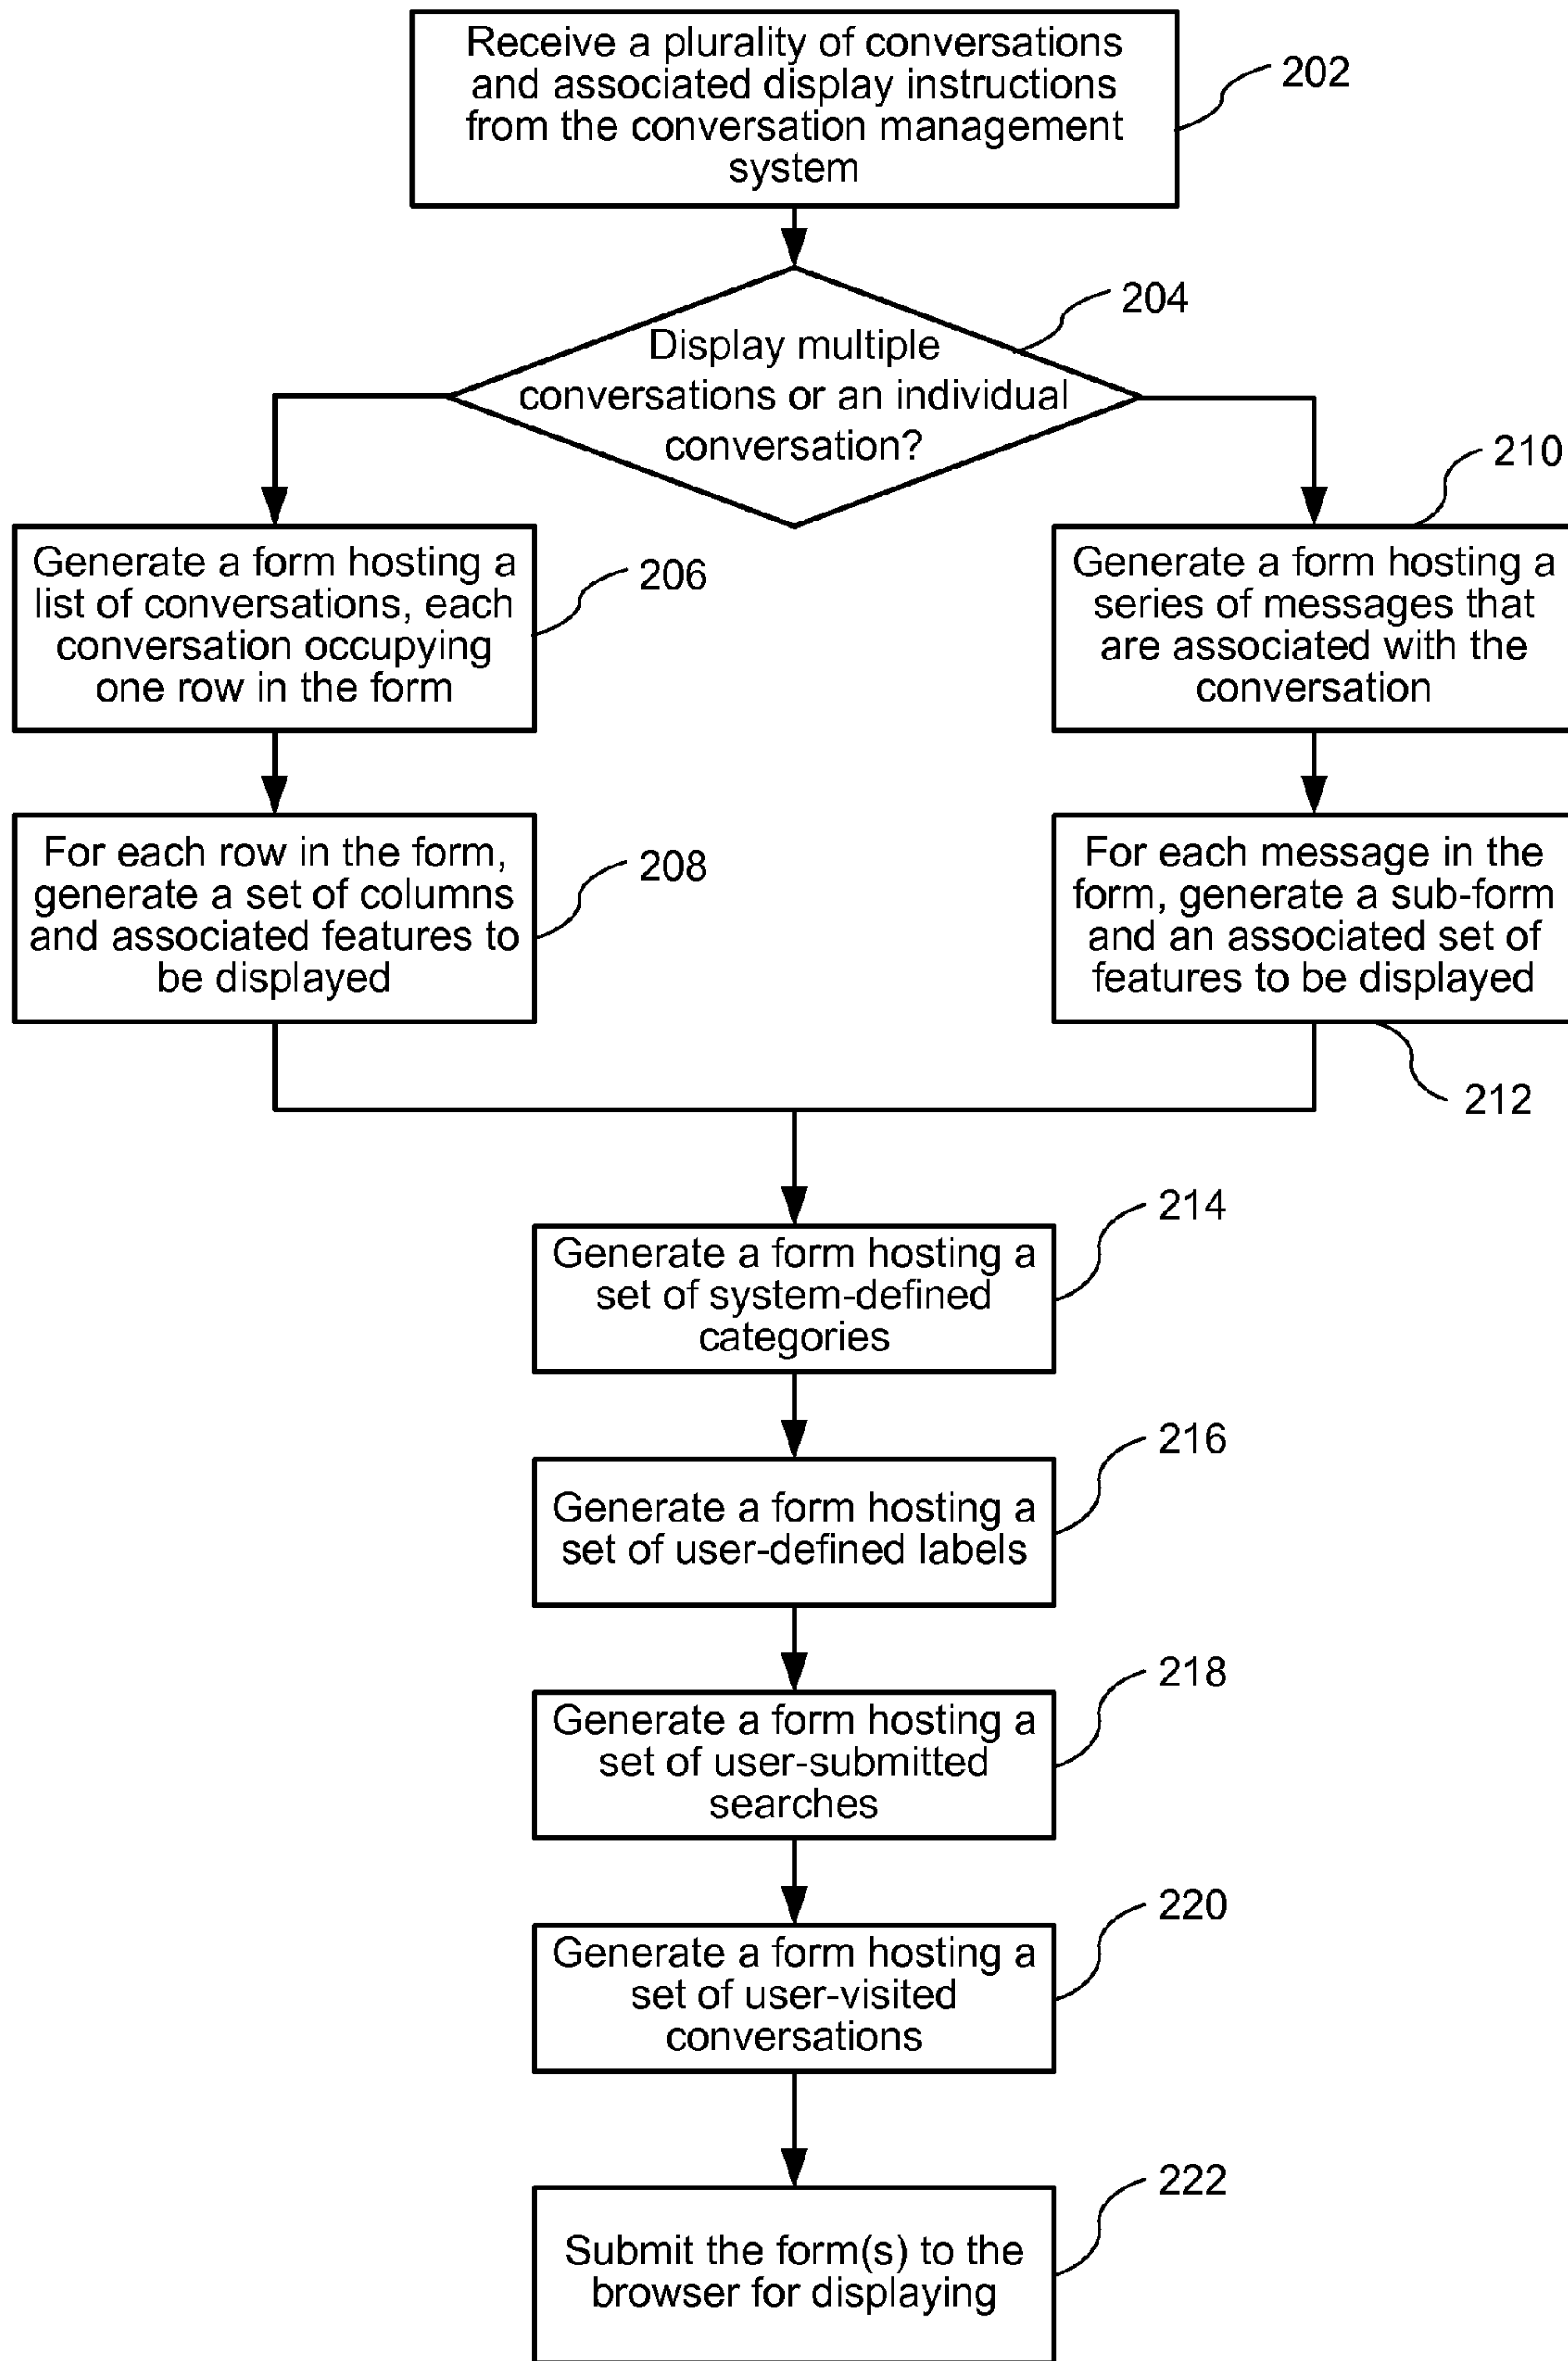 Receive a plurality of conversations
and associated display instructions
from the conversation management
system
202
204
Display multiple
conversations or an individual
conversation?
210
Generate a form hosting a
list of conversations, each
conversation occupying
one row in the form
206
Generate a form hosting a
series of messages that
are associated with the
conversation
For each row in the form,
generate a set of columns
and associated features to
be displayed
208
For each message in the
form, generate a sub-form
and an associated set of
features to be displayed
212
214
Generate a form hosting a
set of system-defined
categories
216
Generate a form hosting a
set of user-defined labels
218
Generate a form hosting a
set of user-submitted
searches
220
Generate a form hosting a
set of user-visited
conversations
222
Submit the form(s) to the
browser for displaying